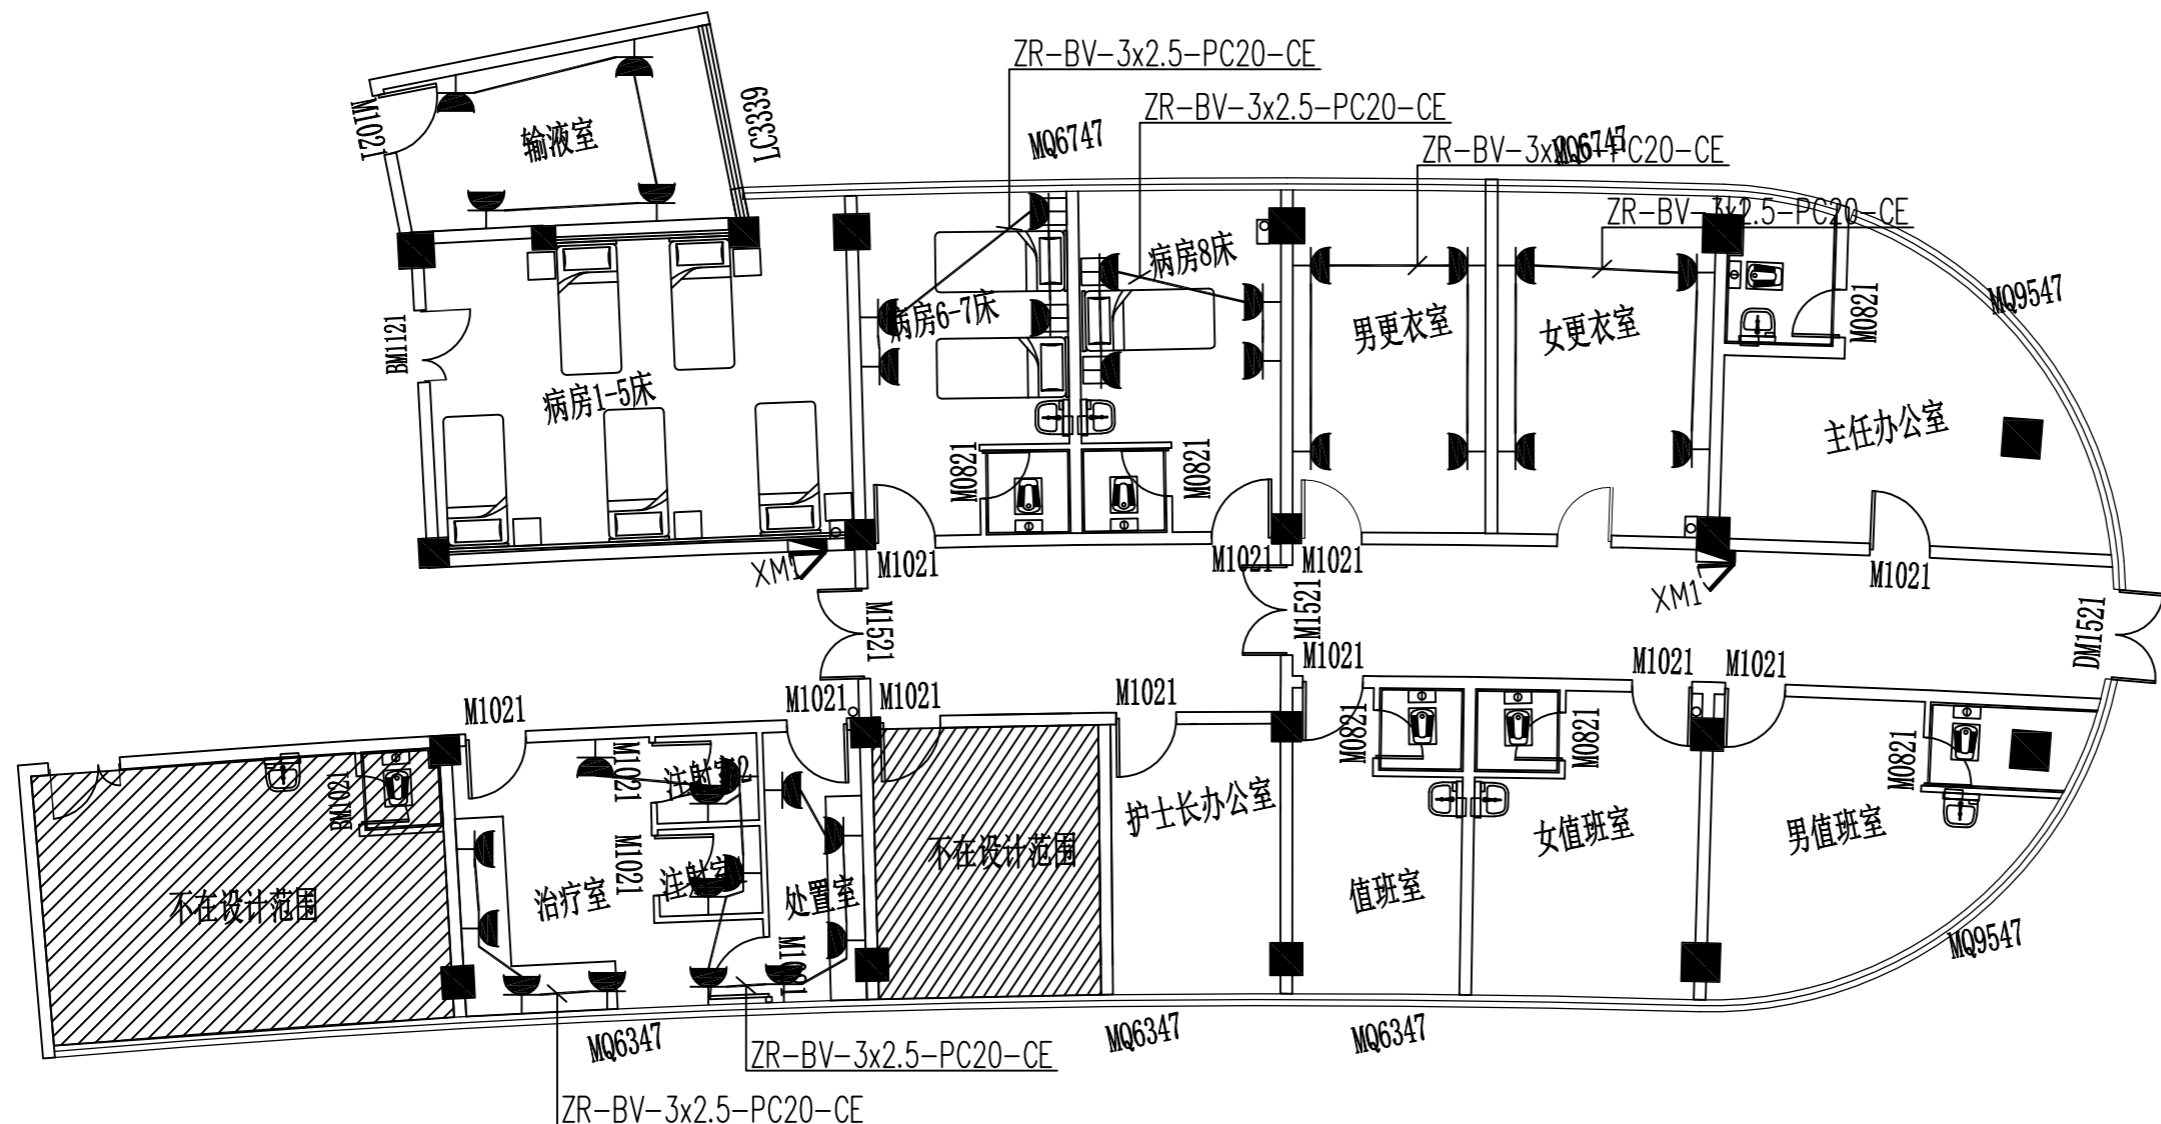 ZR-BV-3x2.5-PC20-CE
ZR-BV-3x2.5-PC20-CE
ZR-BV-3x2.5-PC20-CE
ZR-BV-3x2.5-PC20-CE
MQ6747
MQ6747
M1021
输液室
LC3339
病房8床
病房6-7床
男更衣室
女更衣室
MQ9547
M0821
BM1121
病房1-5床
主任办公室
M0821
M0821
XM1
M1021
M1021
M1021
XM1
M1021
M1521
M1521
DM1521
M1021
M1021
M1021
M1021
M1021
M1021
M1021
BM1021
M1021
注射室2
M0821
M0821
M0821
护士长办公室
女值班室
男值班室
不在设计范围
不在设计范围
M1021
治疗室
处置室
值班室
MQ9547
MQ6347
MQ6347
MQ6347
ZR-BV-3x2.5-PC20-CE
ZR-BV-3x2.5-PC20-CE